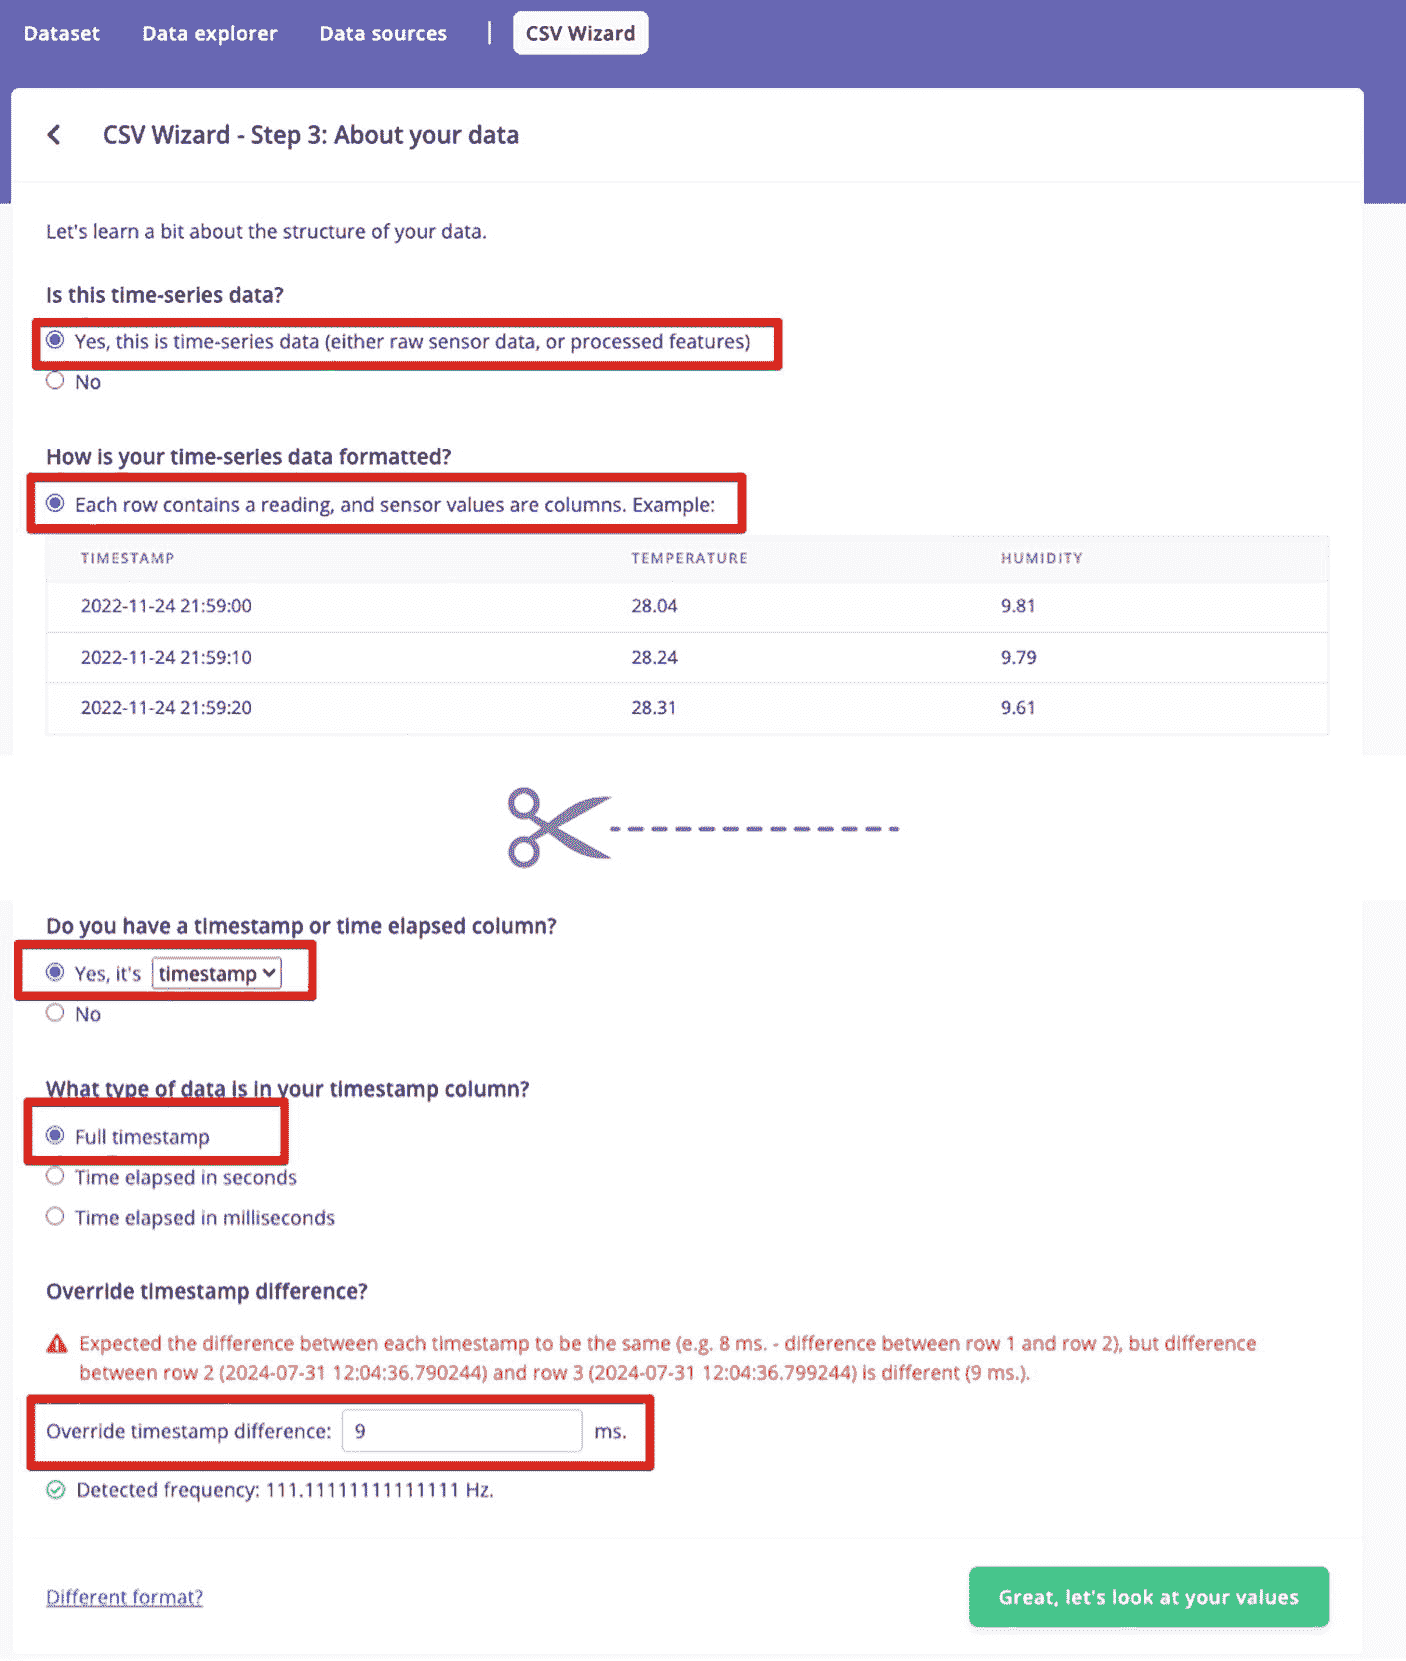 Dataset Data explorer Data sources | CSV Wizard
CSV Wizard - Step 3: About your data
Let's learn a bit about the structure of your data.
Is this time-series data?
Yes, this is time-series data (either raw sensor data, or processed features)
No
How is your time-series data formatted?
Each row contains a reading, and sensor values are columns. Example:
TIMESTAMP TEMPERATURE HUMIDITY
2022-11-24 21:59:00 28.04 9.81
2022-11-24 21:59:10 28.24 9.79
2022-11-24 21:59:20 28.31 9.61
Do you have a timestamp or time elapsed column?
Yes, it's timestamp
No
What type of data is in your timestamp column?
Full timestamp
Time elapsed in seconds
Time elapsed in milliseconds
Override timestamp difference?
Expected the difference between each timestamp to be the same (e.g. 8 ms. - difference between row 1 and row 2), but difference
between row 2 (2024-07-31 12:04:36.790244) and row 3 (2024-07-31 12:04:36.799244) is different (9 ms.).
Override timestamp difference: 9 ms.
Detected frequency: 111.11111111111111 Hz.
Different format? Great, let's look at your values